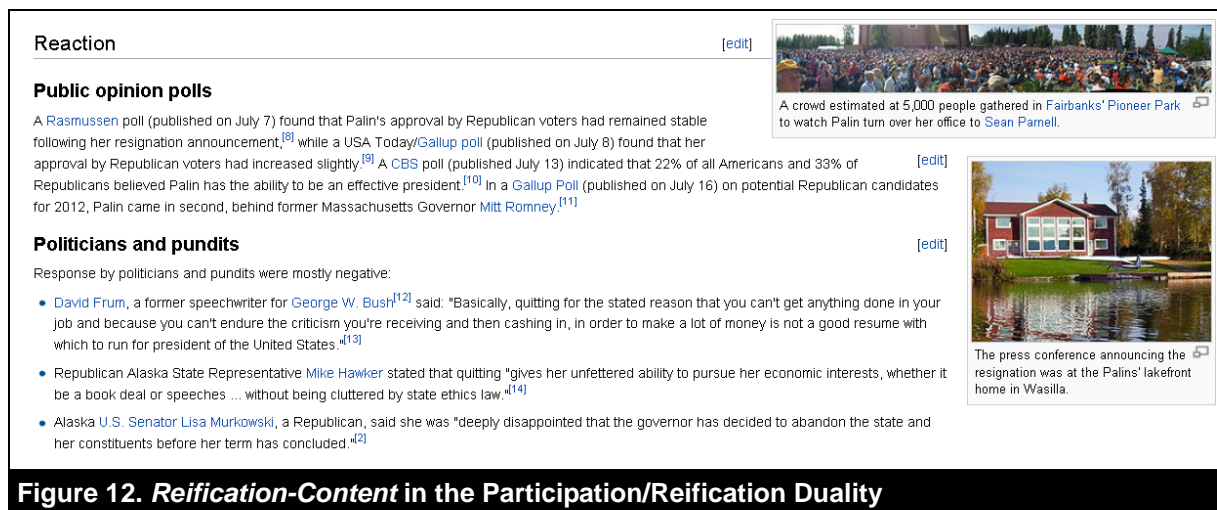 Reaction
[edit]
Public opinion polls
A Rasmussen poll (published on July 7) found that Palin's approval by Republican voters had remained stable
following her resignation announcement,[8] while a USA Today/Gallup poll (published on July 8) found that her
approval by Republican voters had increased slightly.[9] A CBS poll (published July 13) indicated that 22% of all Americans and 33% of
[edit]
Republicans believed Palin has the ability to be an effective president.[10] In a Gallup Poll (published on July 16) on potential Republican candidates
for 2012, Palin came in second, behind former Massachusetts Governor Mitt Romney.[11]
Politicians and pundits
[edit]
Response by politicians and pundits were mostly negative:
• David Frum, a former speechwriter for George W. Bush[12] said: "Basically, quitting for the stated reason that you can't get anything done in your
job and because you can't endure the criticism you're receiving and then cashing in, in order to make a lot of money is not a good resume with
which to run for president of the United States."[13]
• Republican Alaska State Representative Mike Hawker stated that quitting "gives her unfettered ability to pursue her economic interests, whether it
be a book deal or speeches ... without being cluttered by state ethics law."[14]
• Alaska U.S. Senator Lisa Murkowski, a Republican, said she was "deeply disappointed that the governor has decided to abandon the state and
her constituents before her term has concluded."[2]
A crowd estimated at 5,000 people gathered in Fairbanks' Pioneer Park
to watch Palin turn over her office to Sean Parnell.
The press conference announcing the
resignation was at the Palins' lakefront
home in Wasilla.
Figure 12. Reification-Content in the Participation/Reification Duality